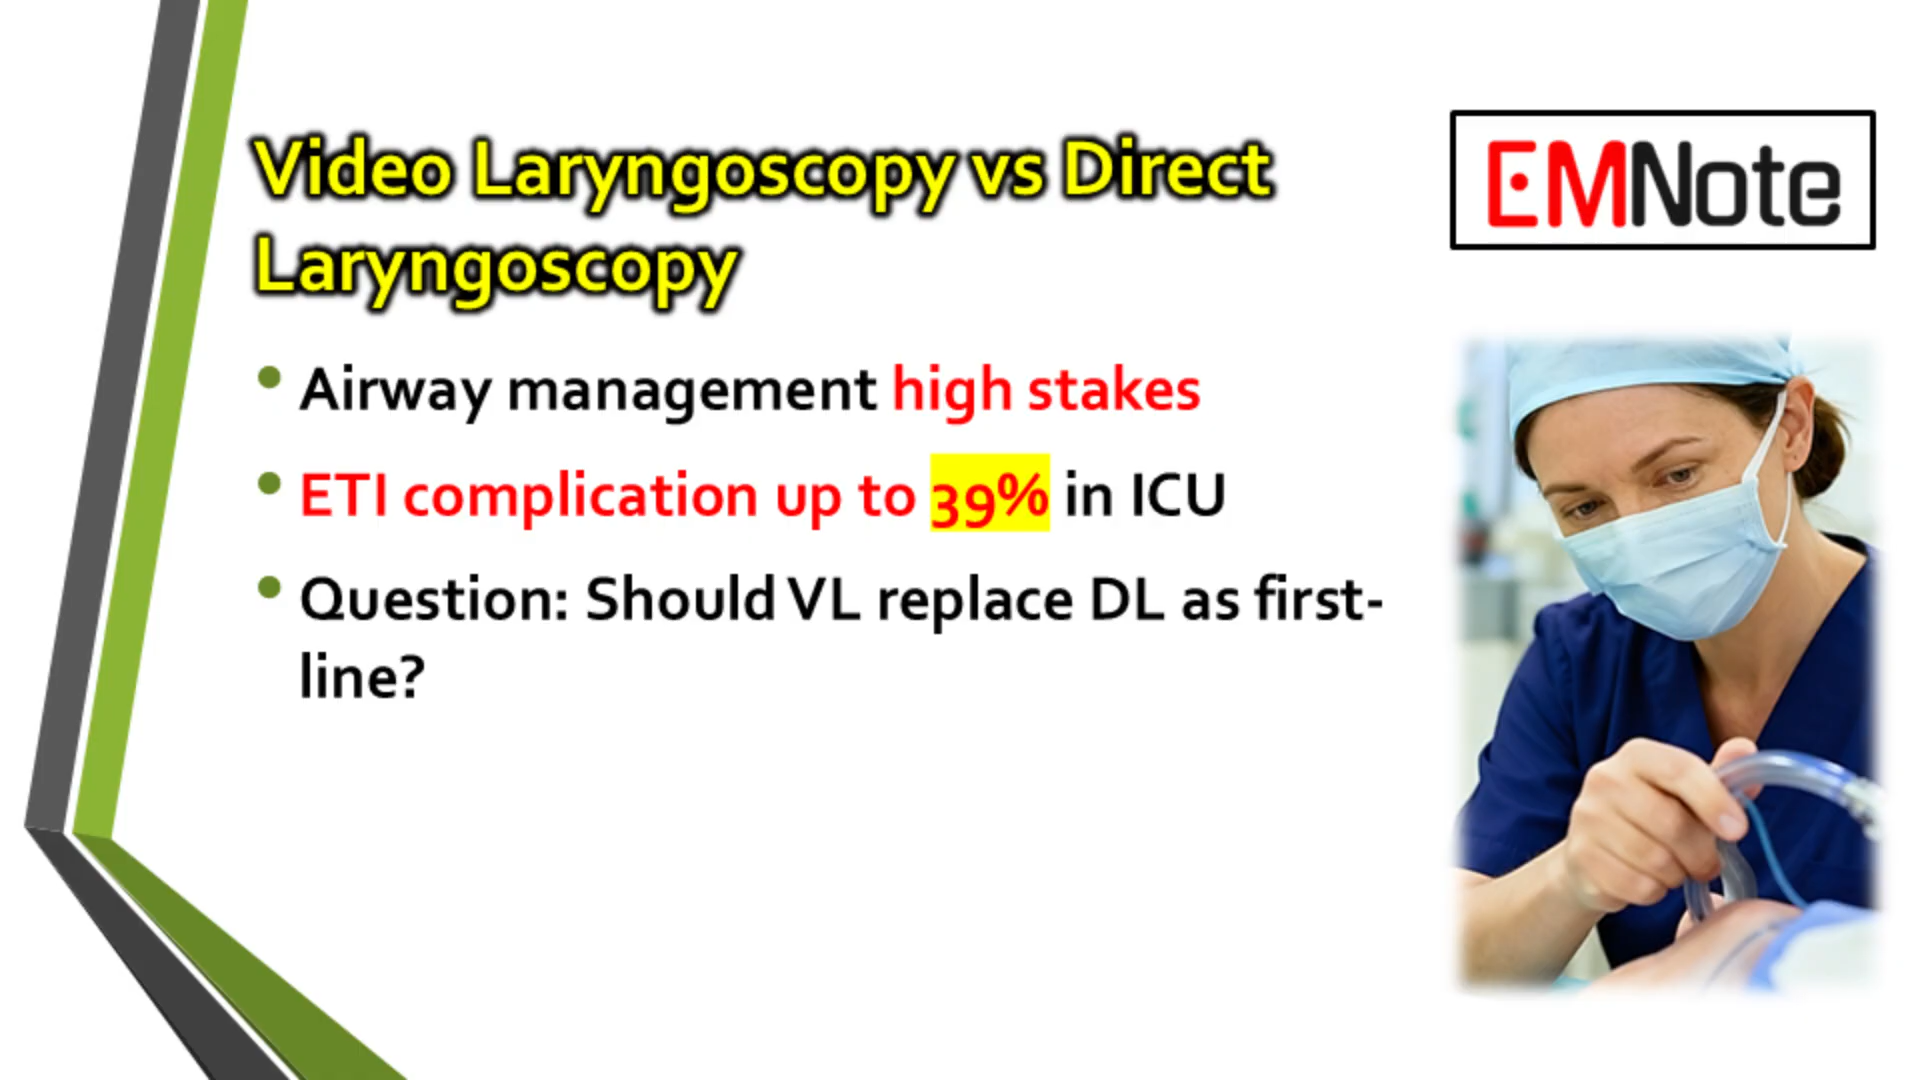 Video Laryngoscopy vs Direct
Laryngoscopy
EMNote
• Airway management high stakes
• ETI complication up to 39% in ICU
• Question: Should VL replace DL as first-
line?